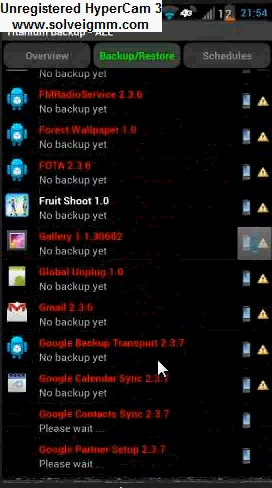 Unregistered HyperCam 3
www.solveigmm.com
4G 12 21:54
Titanium Backup - ALL
Overview Backup/Restore Schedules
No backup yet
FMRadioService 2.3.6
No backup yet
Forest Wallpaper 1.0
No backup yet
FOTA 2.3.6
No backup yet
Fruit Shoot 1.0
No backup yet
Gallery 1.1.30682
No backup yet
Global Unplug 1.0
No backup yet
Gmail 2.3.6
No backup yet
Google Backup Transport 2.3.7
No backup yet
Google Calendar Sync 2.3.7
No backup yet
Google Contacts Sync 2.3.7
Please wait ...
Google Partner Setup 2.3.7
Please wait ...